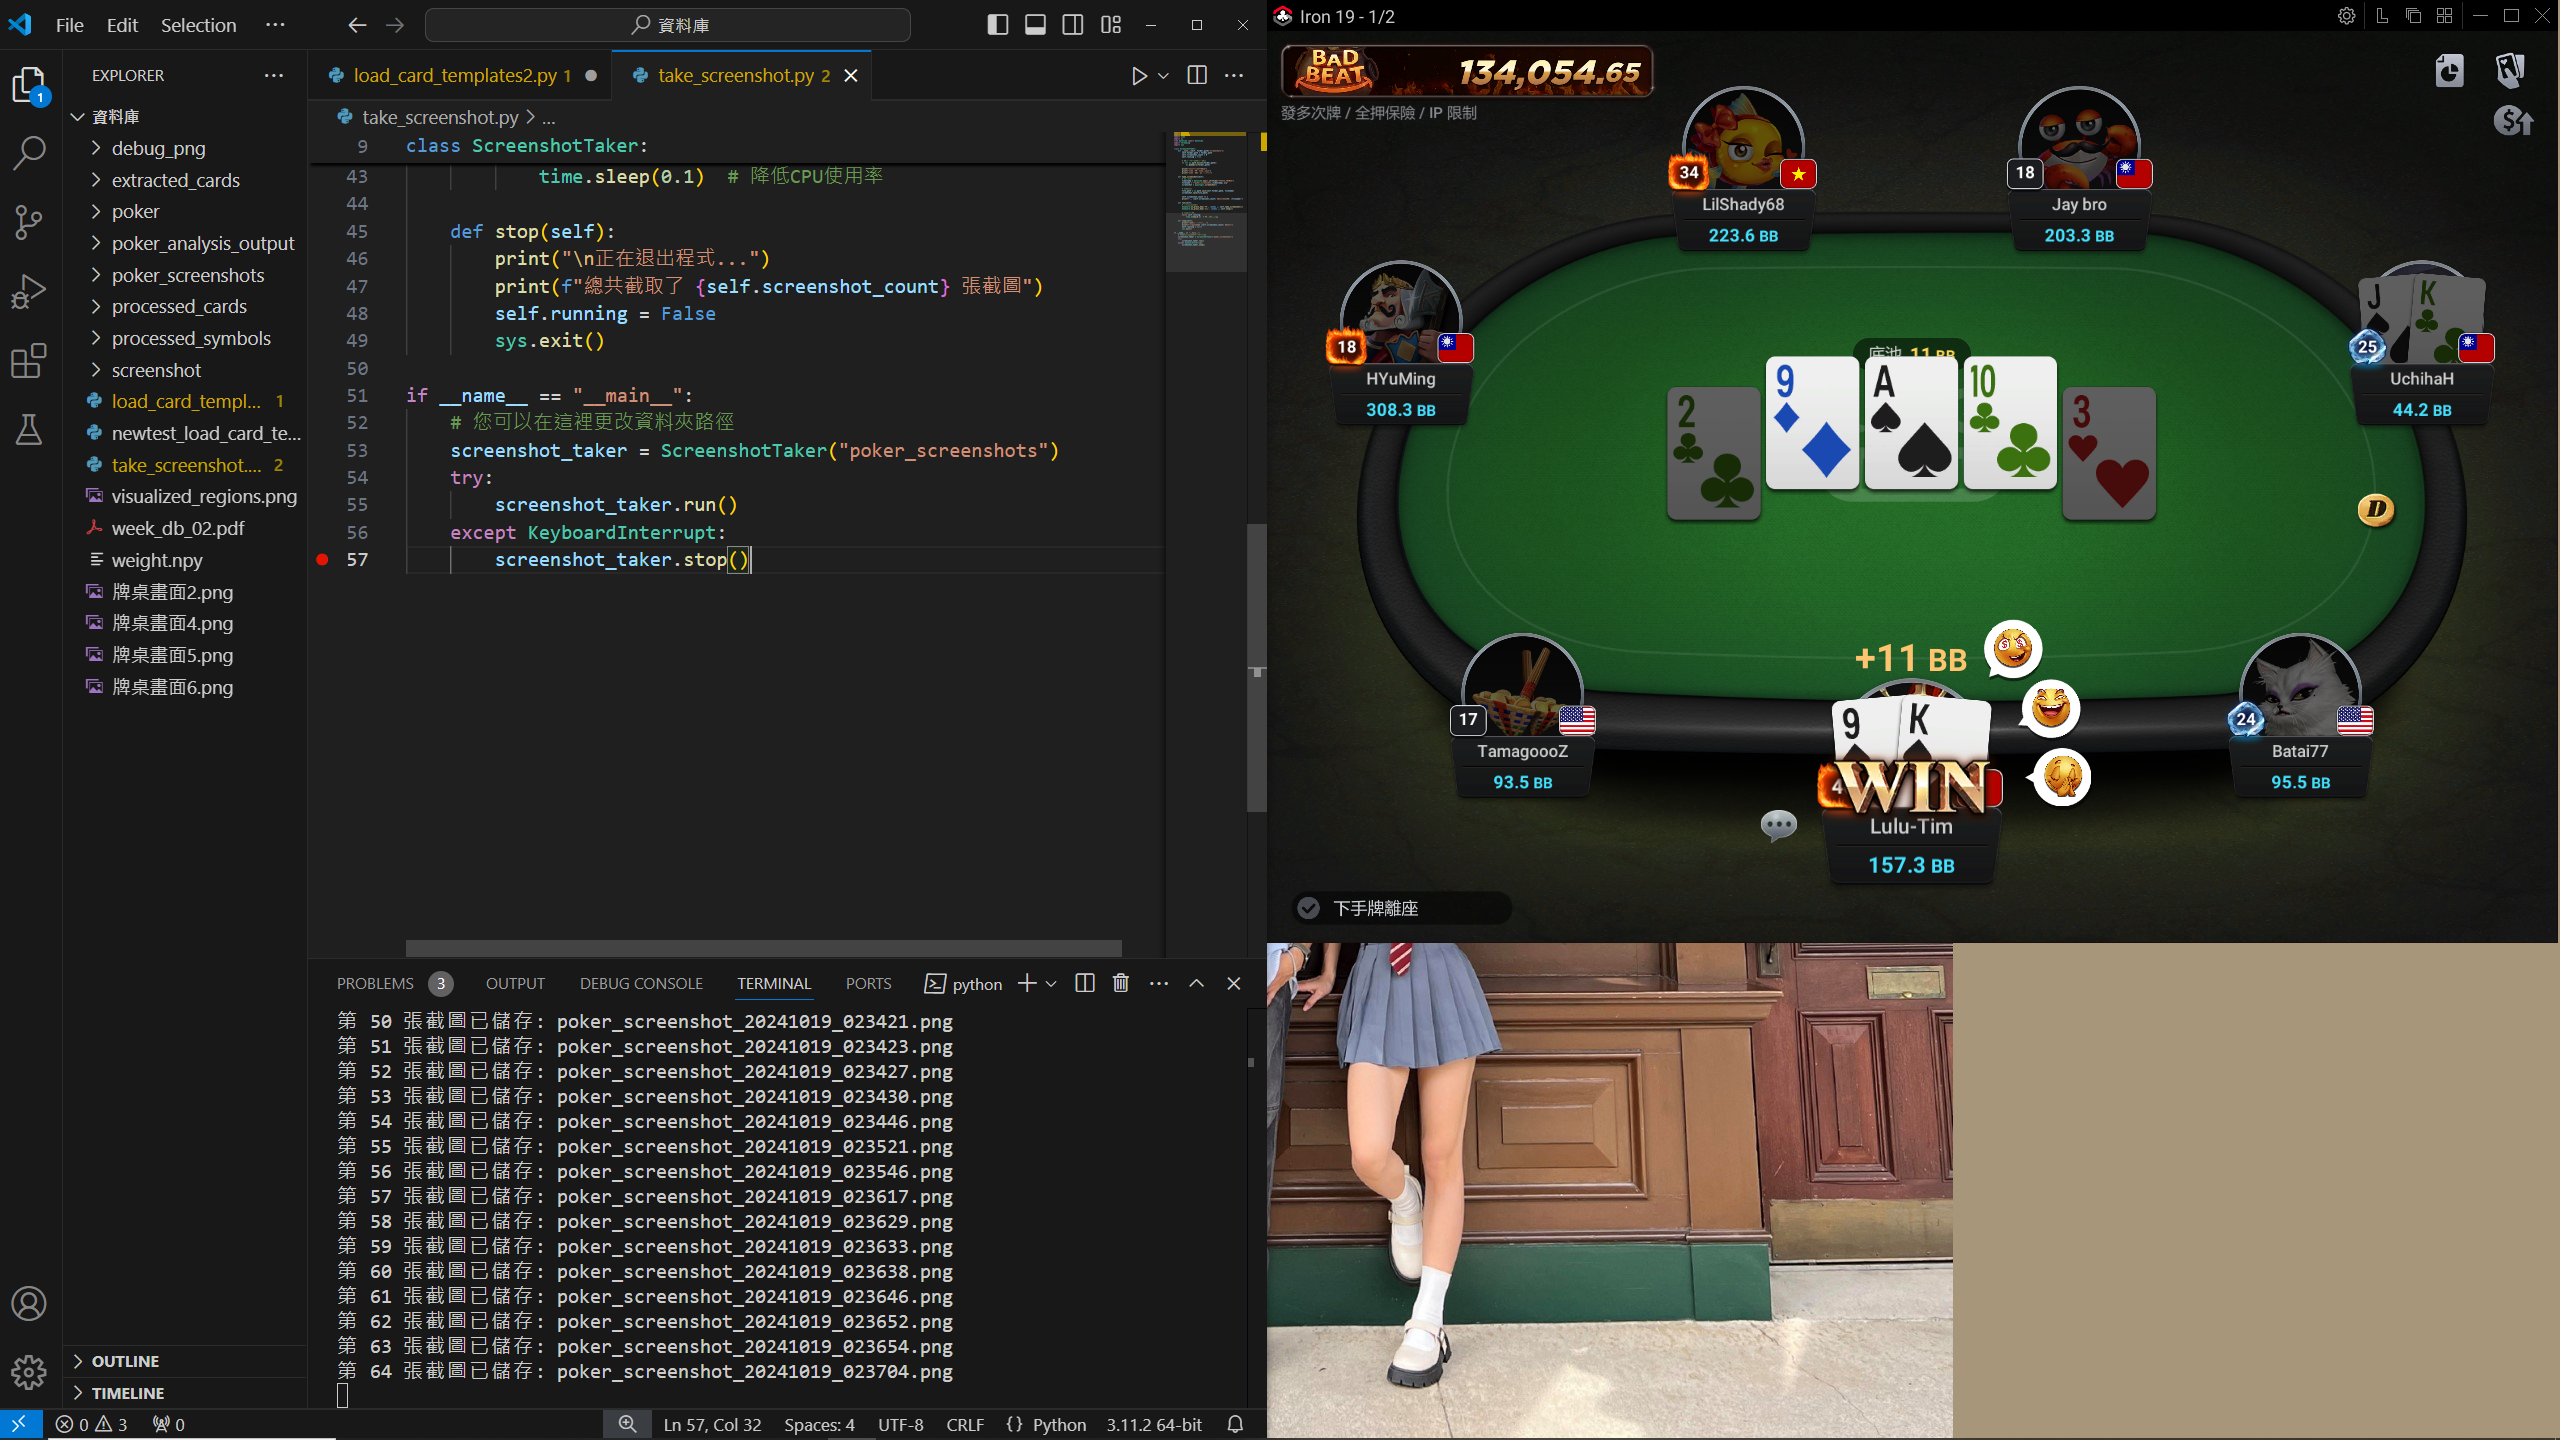 File Edit Selection ···
資料庫
EXPLORER
資料庫
debug_png
extracted_cards
poker
poker_analysis_output
poker_screenshots
processed_cards
processed_symbols
screenshot
load_card_templ... 1
newtest_load_card_te...
take_screenshot.... 2
visualized_regions.png
week_db_02.pdf
weight.npy
牌桌畫面2.png
牌桌畫面4.png
牌桌畫面5.png
牌桌畫面6.png
OUTLINE
TIMELINE
1
load_card_templates2.py 1
take_screenshot.py 2
take_screenshot.py > ...
9 class ScreenshotTaker:
43 time.sleep(0.1) # 降低CPU使用率
44
45 def stop(self):
46 print("\n正在退出程式...")
47 print(f"總共截取了 {self.screenshot_count} 張截圖")
48 self.running = False
49 sys.exit()
50
51 if __name__ == "__main__":
52 # 您可以在這裡更改資料夾路徑
53 screenshot_taker = ScreenshotTaker("poker_screenshots")
54 try:
55 screenshot_taker.run()
56 except KeyboardInterrupt:
57 screenshot_taker.stop()
PROBLEMS 3 OUTPUT DEBUG CONSOLE TERMINAL PORTS python
第 50 張截圖已儲存: poker_screenshot_20241019_023421.png
第 51 張截圖已儲存: poker_screenshot_20241019_023423.png
第 52 張截圖已儲存: poker_screenshot_20241019_023427.png
第 53 張截圖已儲存: poker_screenshot_20241019_023430.png
第 54 張截圖已儲存: poker_screenshot_20241019_023446.png
第 55 張截圖已儲存: poker_screenshot_20241019_023521.png
第 56 張截圖已儲存: poker_screenshot_20241019_023546.png
第 57 張截圖已儲存: poker_screenshot_20241019_023617.png
第 58 張截圖已儲存: poker_screenshot_20241019_023629.png
第 59 張截圖已儲存: poker_screenshot_20241019_023633.png
第 60 張截圖已儲存: poker_screenshot_20241019_023638.png
第 61 張截圖已儲存: poker_screenshot_20241019_023646.png
第 62 張截圖已儲存: poker_screenshot_20241019_023652.png
第 63 張截圖已儲存: poker_screenshot_20241019_023654.png
第 64 張截圖已儲存: poker_screenshot_20241019_023704.png
0 3 0 Ln 57, Col 32 Spaces: 4 UTF-8 CRLF {} Python 3.11.2 64-bit
Iron 19 - 1/2
BAD BEAT 134,054.65
發多次牌 / 全押保險 / IP 限制
34
LilShady68
223.6 BB
18
Jay bro
203.3 BB
18
HYuMing
308.3 BB
J K
25
UchihaH
44.2 BB
底池 11 BB
2 9 A 10 3
D
+11 BB
17
TamagoooZ
93.5 BB
9 K
4
WIN
Lulu-Tim
157.3 BB
24
Batai77
95.5 BB
下手牌離座